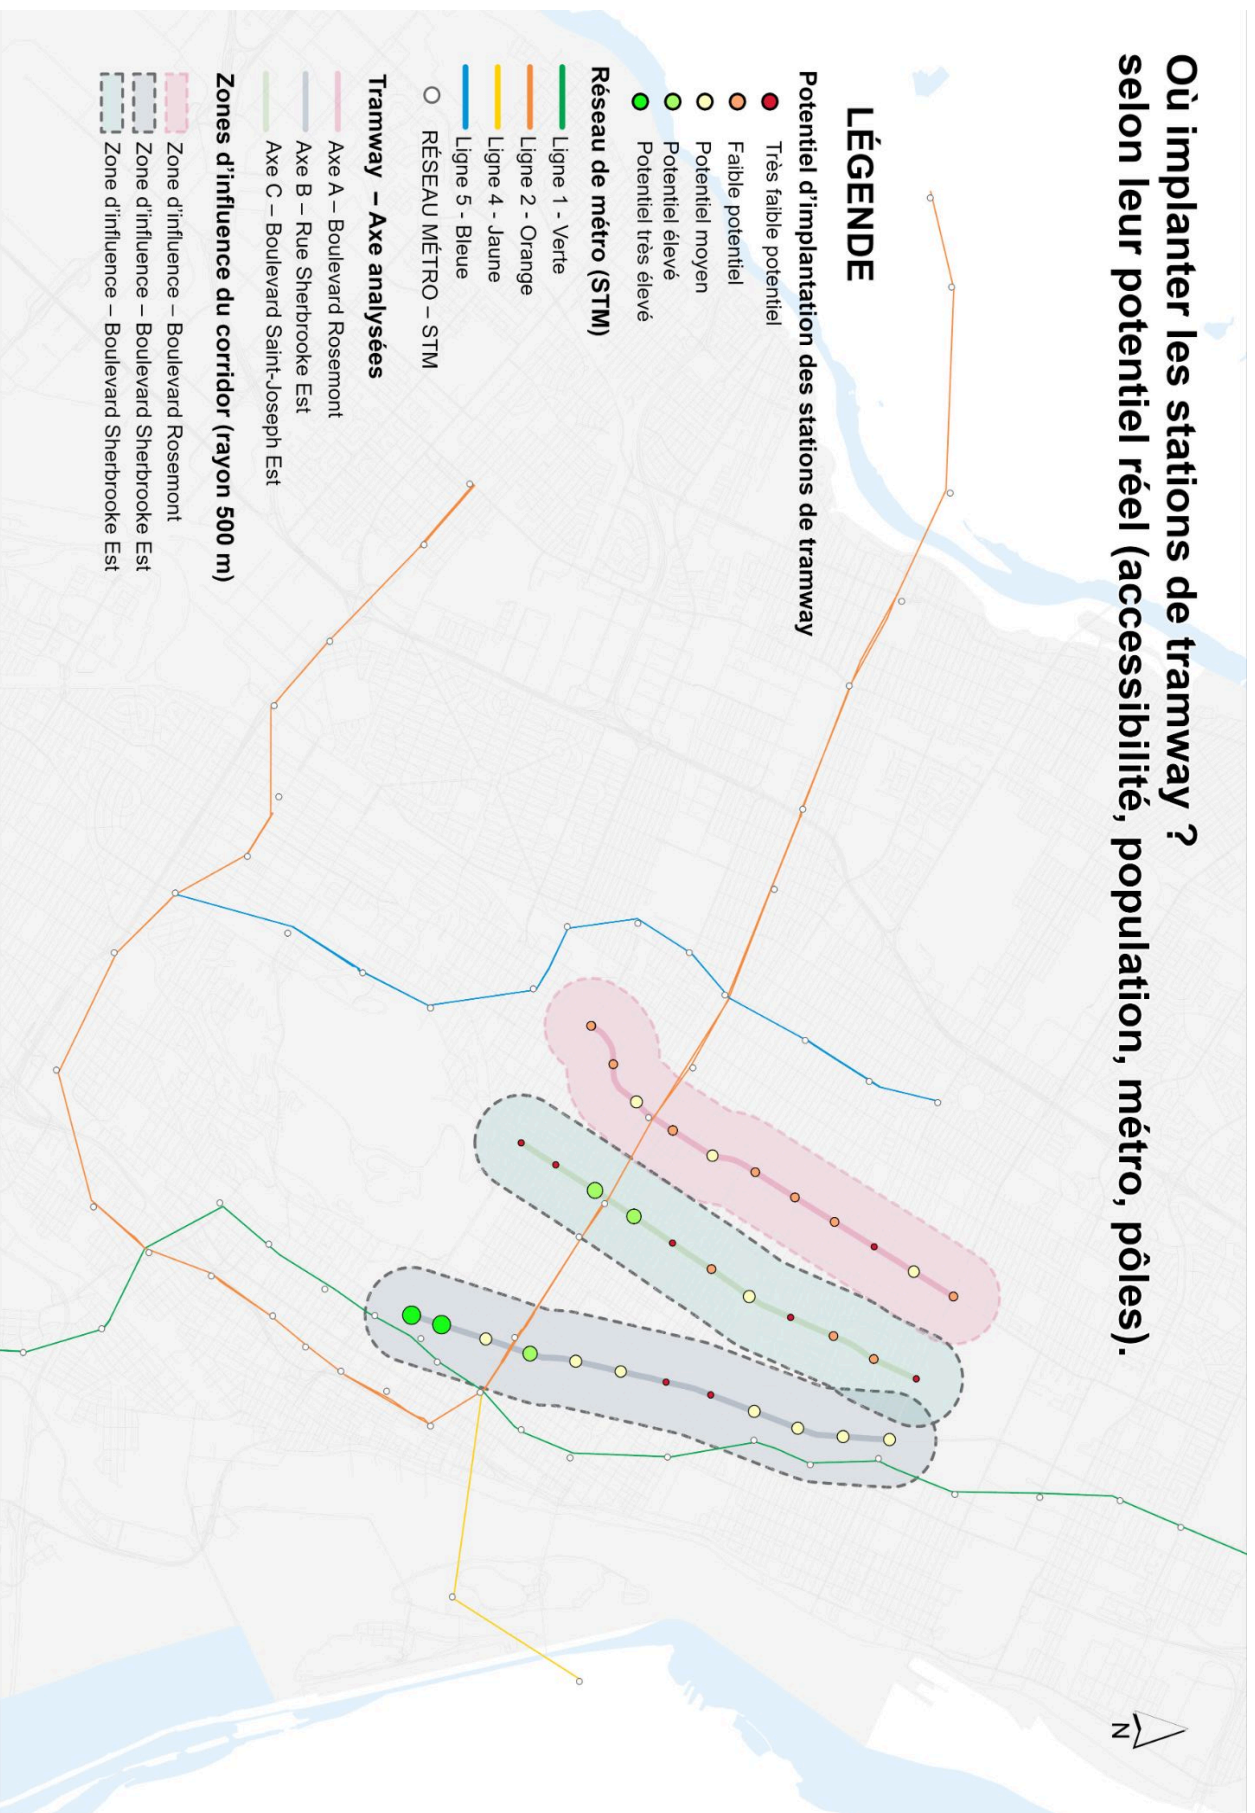 Où implanter les stations de tramway ?
selon leur potentiel réel (accessibilité, population, métro, pôles).
LÉGENDE
Potentiel d'implantation des stations de tramway
Très faible potentiel
Faible potentiel
Potentiel moyen
Potentiel élevé
Potentiel très élevé
Réseau de métro (STM)
Ligne 1 - Verte
Ligne 2 - Orange
Ligne 4 - Jaune
Ligne 5 - Bleue
RÉSEAU MÉTRO – STM
Tramway – Axe analysées
Axe A – Boulevard Rosemont
Axe B – Rue Sherbrooke Est
Axe C – Boulevard Saint-Joseph Est
Zones d'influence du corridor (rayon 500 m)
Zone d'influence – Boulevard Rosemont
Zone d'influence – Boulevard Sherbrooke Est
Zone d'influence – Boulevard Sherbrooke Est
N